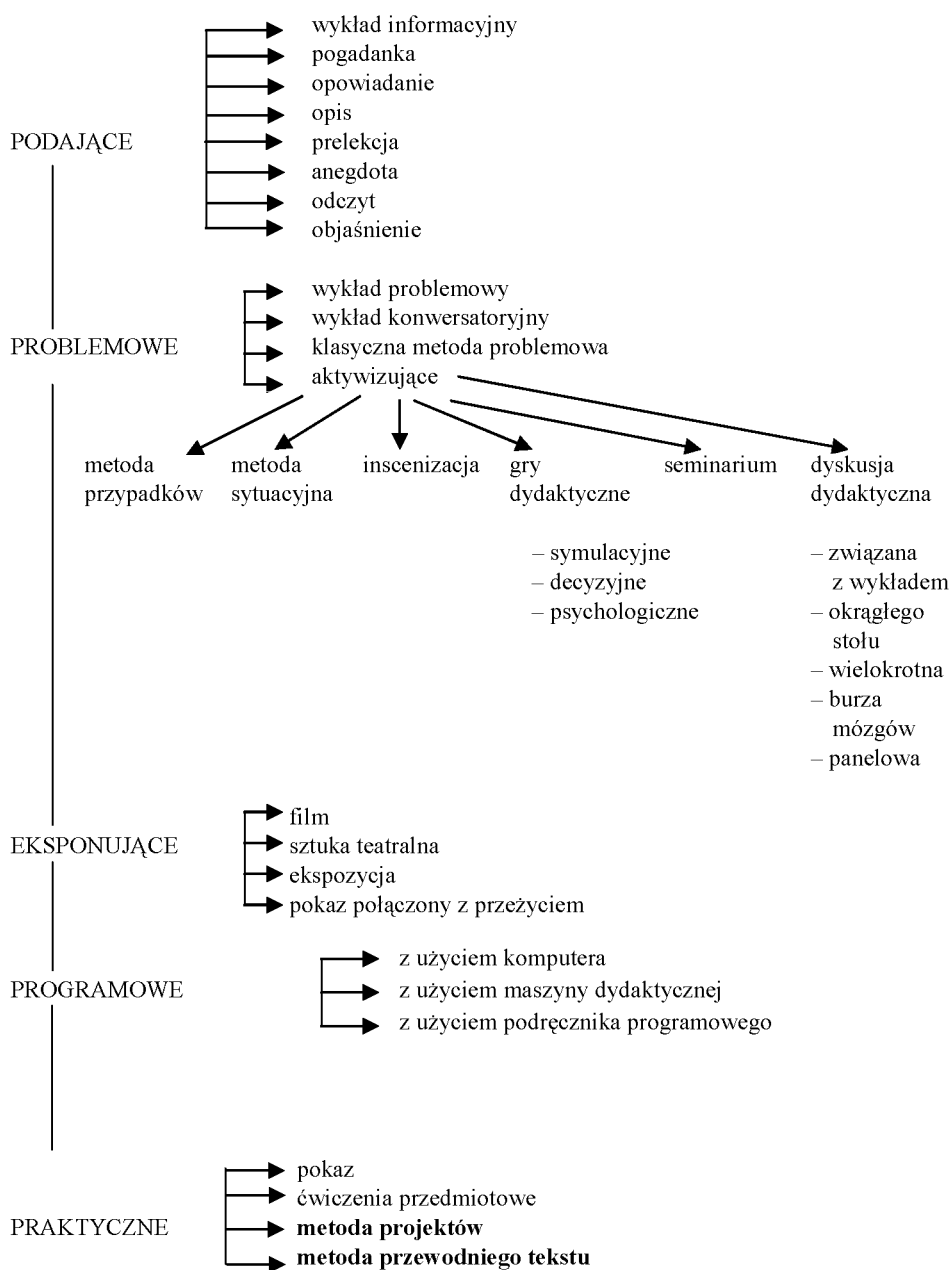 wykład informacyjny
pogadanka
opowiadanie
opis
PODAJĄCE
prelekcja
anegdota
odczyt
objaśnienie
wykład problemowy
wykład konwersatoryjny
PROBLEMOWE
klasyczna metoda problemowa
aktywizujące
metoda
przypadków
metoda
sytuacyjna
inscenizacja
gry
dydaktyczne
– symulacyjne
– decyzyjne
– psychologiczne
seminarium
dyskusja
dydaktyczna
– związana
z wykładem
– okrągłego
stołu
– wielokrotna
– burza
mózgów
– panelowa
EKSPONUJĄCE
film
sztuka teatralna
ekspozycja
pokaz połączony z przeżyciem
PROGRAMOWE
z użyciem komputera
z użyciem maszyny dydaktycznej
z użyciem podręcznika programowego
PRAKTYCZNE
pokaz
ćwiczenia przedmiotowe
metoda projektów
metoda przewodniego tekstu